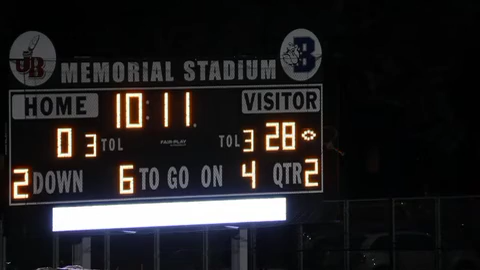 B
B
MEMORIAL STADIUM
HOME 10:11 VISITOR
0 3 TOL FAIR-PLAY TOL 3 28
2 DOWN 6 TO GO ON 4 QTR 2